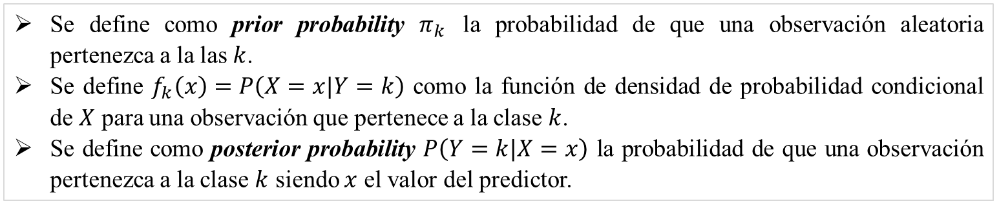 ➢ Se define como prior probability πₖ la probabilidad de que una observación aleatoria
pertenezca a la las k.
➢ Se define fₖ(x) = P(X = x|Y = k) como la función de densidad de probabilidad condicional
de X para una observación que pertenece a la clase k.
➢ Se define como posterior probability P(Y = k|X = x) la probabilidad de que una observación
pertenezca a la clase k siendo x el valor del predictor.